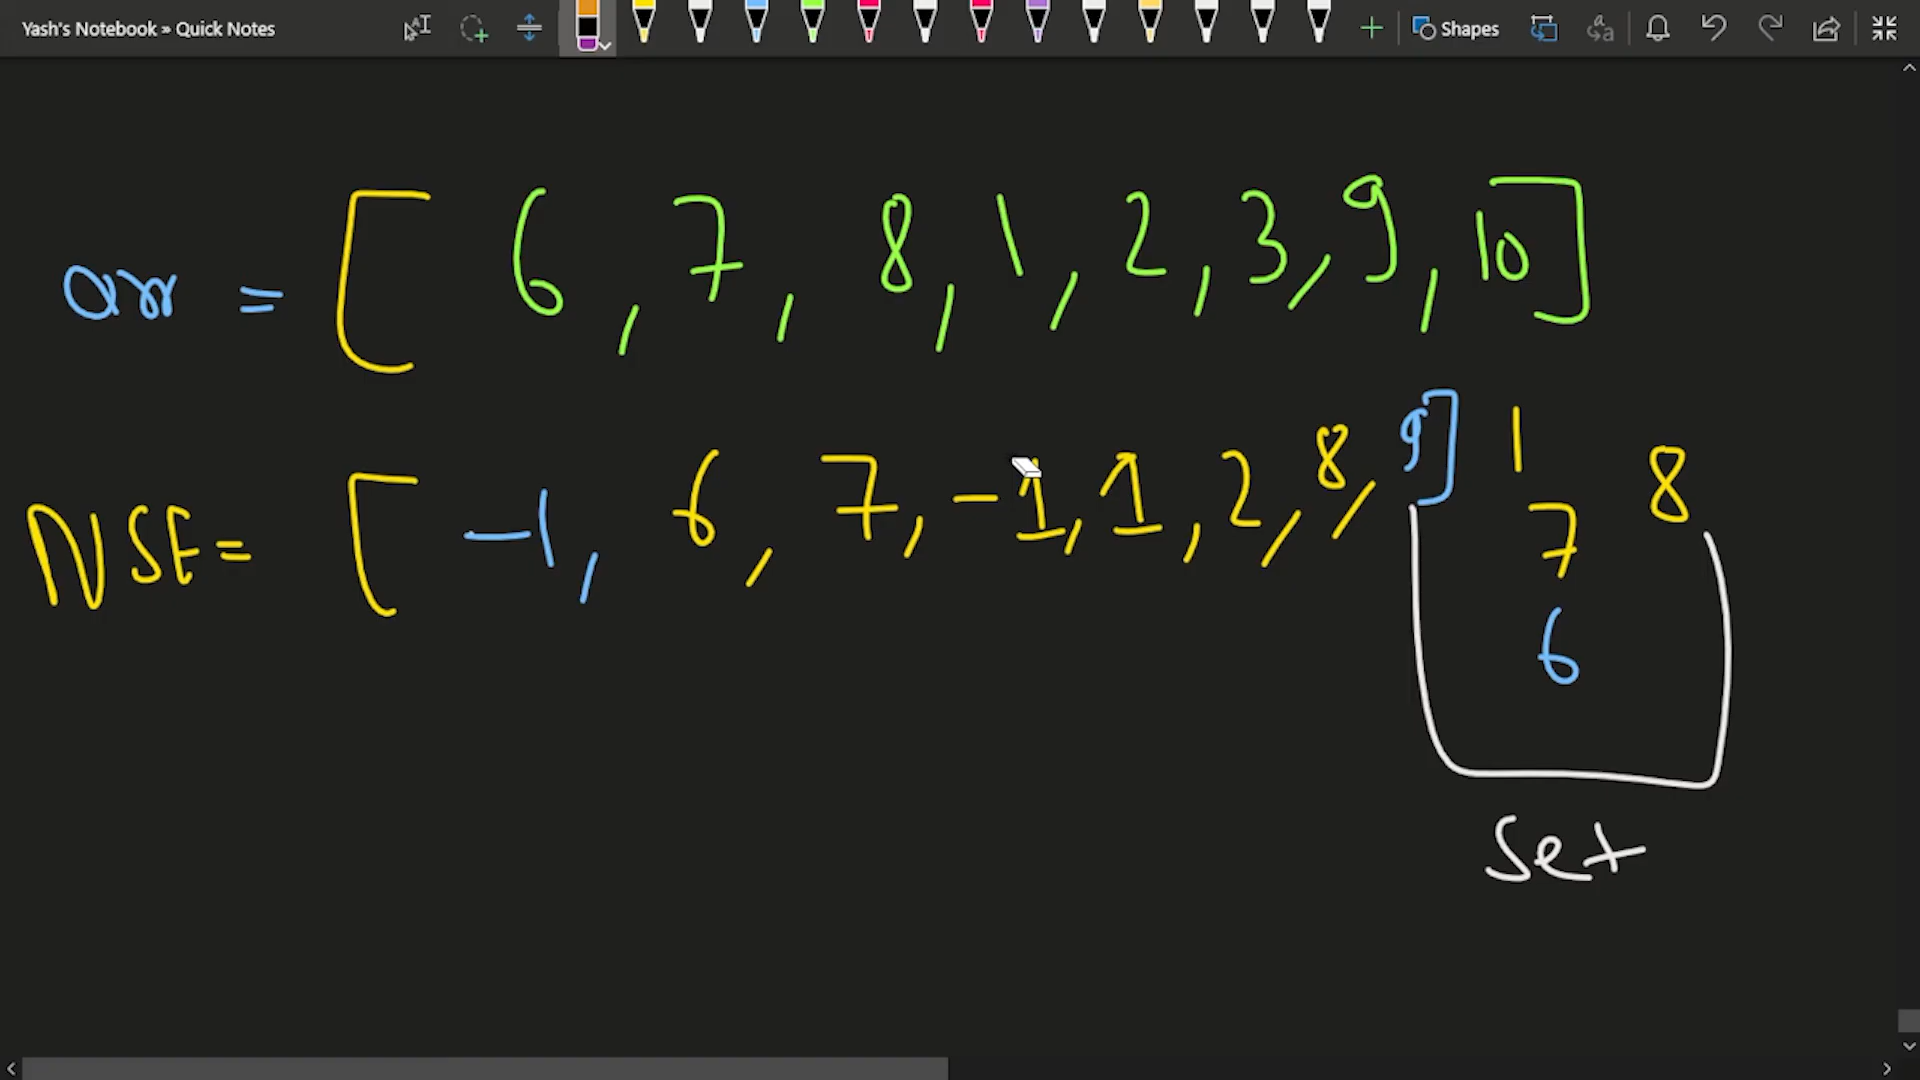 Yash's Notebook » Quick Notes
Shapes
arr = [ 6, 7, 8, 1, 2, 3, 9, 10]
NSE = [ -1, 6, 7, -1, 1, 2, 8, 9]
1
8
7
6
Set